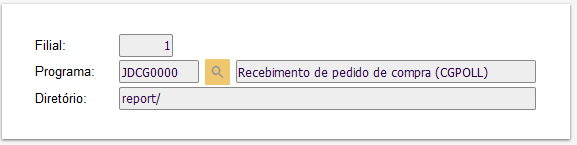 Filial: 1
Programa: JDCG0000 Recebimento de pedido de compra (CGPOLL)
Diretório: report/